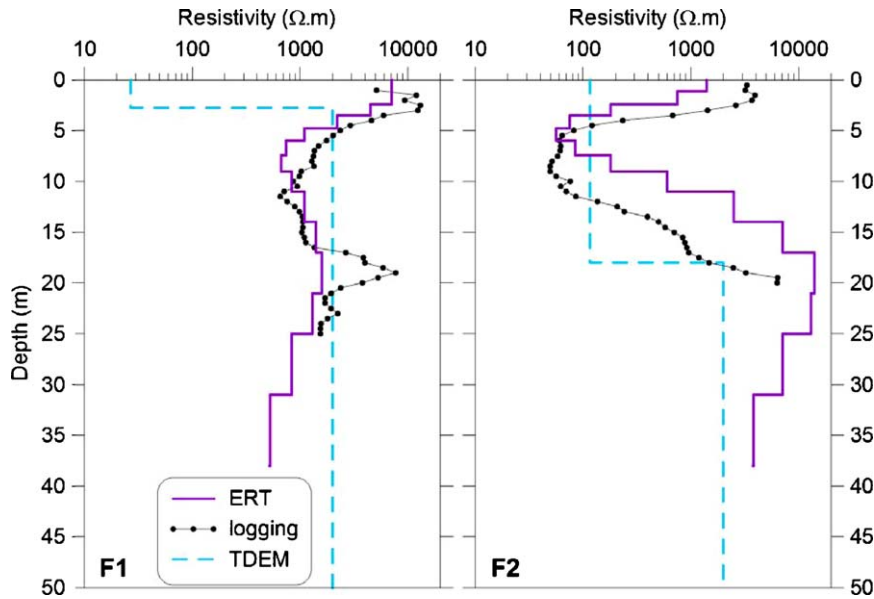 Resistivity (Ω.m) Resistivity (Ω.m)
10 100 1000 10000 10 100 1000 10000
0 0
5 5
10 10
15 15
20 20
25 25
30 30
35 35
40 40
45 45
50 50
Depth (m)
ERT
logging
TDEM
F1 F2